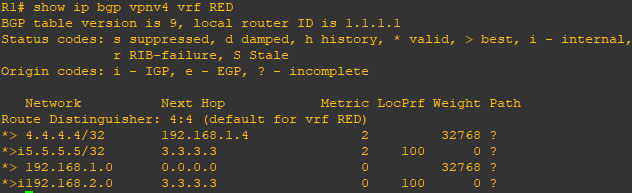 R1# show ip bgp vpnv4 vrf RED
BGP table version is 9, local router ID is 1.1.1.1
Status codes: s suppressed, d damped, h history, * valid, > best, i - internal,
              r RIB-failure, S Stale
Origin codes: i - IGP, e - EGP, ? - incomplete

   Network          Next Hop            Metric LocPrf Weight Path
Route Distinguisher: 4:4 (default for vrf RED)
*> 4.4.4.4/32       192.168.1.4              2         32768 ?
*>i5.5.5.5/32       3.3.3.3                  2    100      0 ?
*> 192.168.1.0      0.0.0.0                  0         32768 ?
*>i192.168.2.0      3.3.3.3                  0    100      0 ?